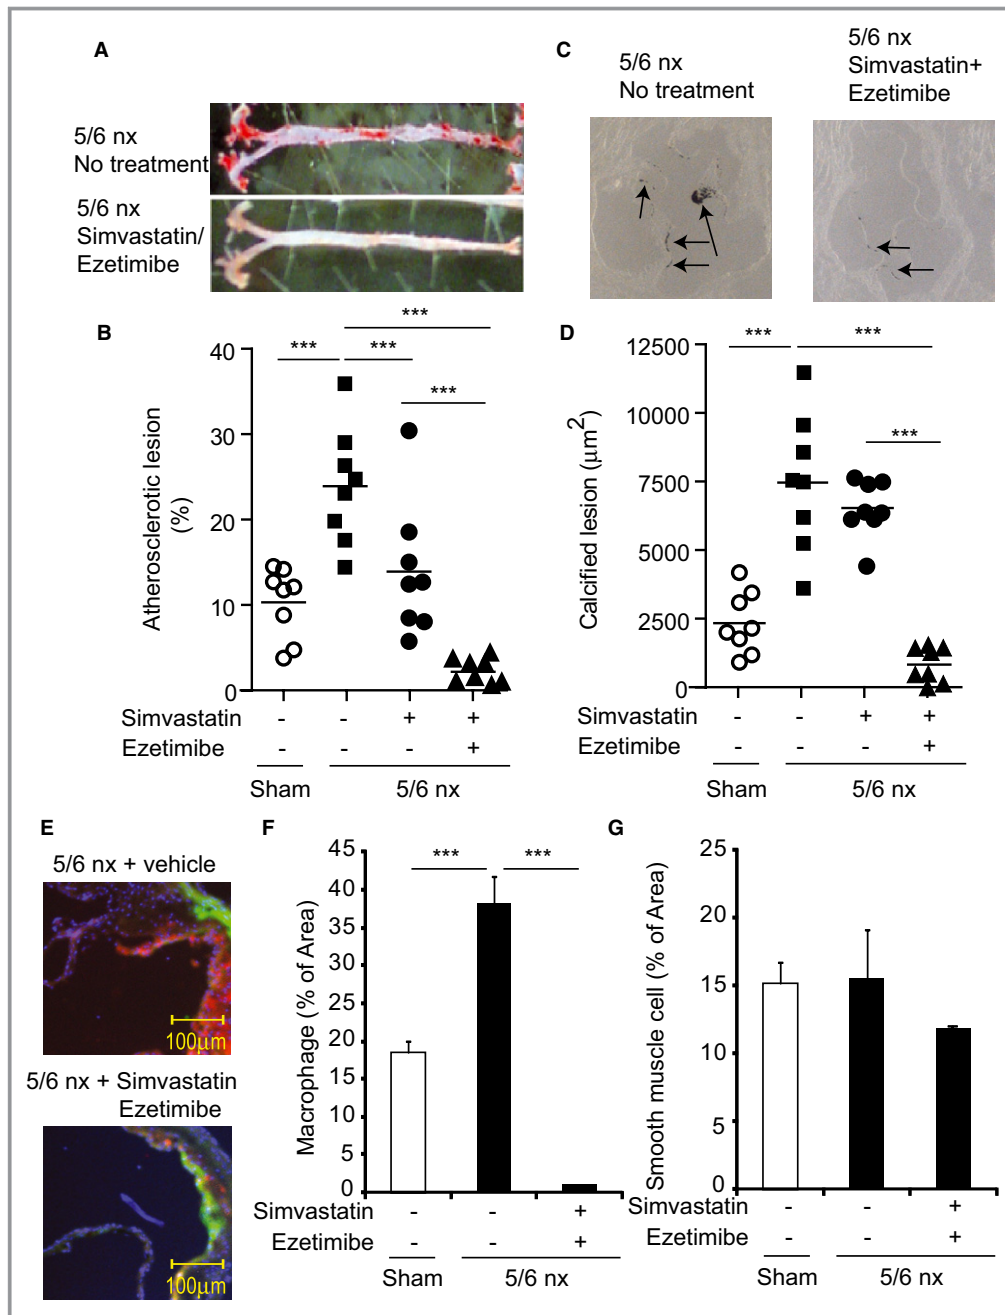 A
5/6 nx
No treatment
5/6 nx
Simvastatin/
Ezetimibe
C
5/6 nx
No treatment
5/6 nx
Simvastatin+
Ezetimibe
B
Atherosclerotic lesion
(%)
40
30
20
10
0
***
***
***
***
Simvastatin - - + +
Ezetimibe - - - +
Sham 5/6 nx
D
Calcified lesion (µm²)
12500
10000
7500
5000
2500
0
***
***
***
Simvastatin - - + +
Ezetimibe - - - +
Sham 5/6 nx
E
5/6 nx + vehicle
100µm
5/6 nx + Simvastatin
Ezetimibe
100µm
F
Macrophage (% of Area)
45
40
35
30
25
20
15
10
5
0
*** ***
Simvastatin - - +
Ezetimibe - - +
Sham 5/6 nx
G
Smooth muscle cell (% of Area)
25
20
15
10
5
0
Simvastatin - - +
Ezetimibe - - +
Sham 5/6 nx